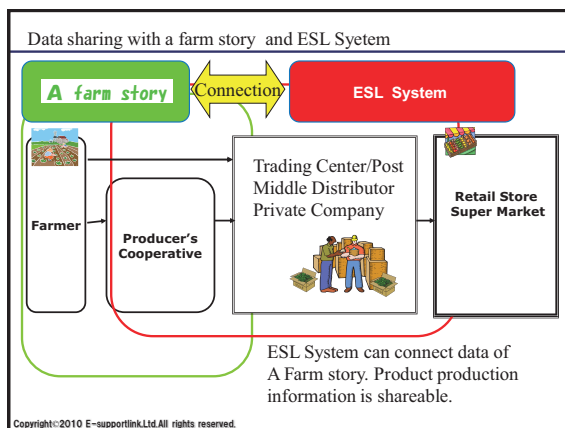 Data sharing with a farm story and ESL Syetem
A farm story
Connection
ESL System
Farmer
Producer's
Cooperative
Trading Center/Post
Middle Distributor
Private Company
Retail Store
Super Market
ESL System can connect data of
A Farm story. Product production
information is shareable.
Copyright©2010 E-supportlink,Ltd.All rights reserved.